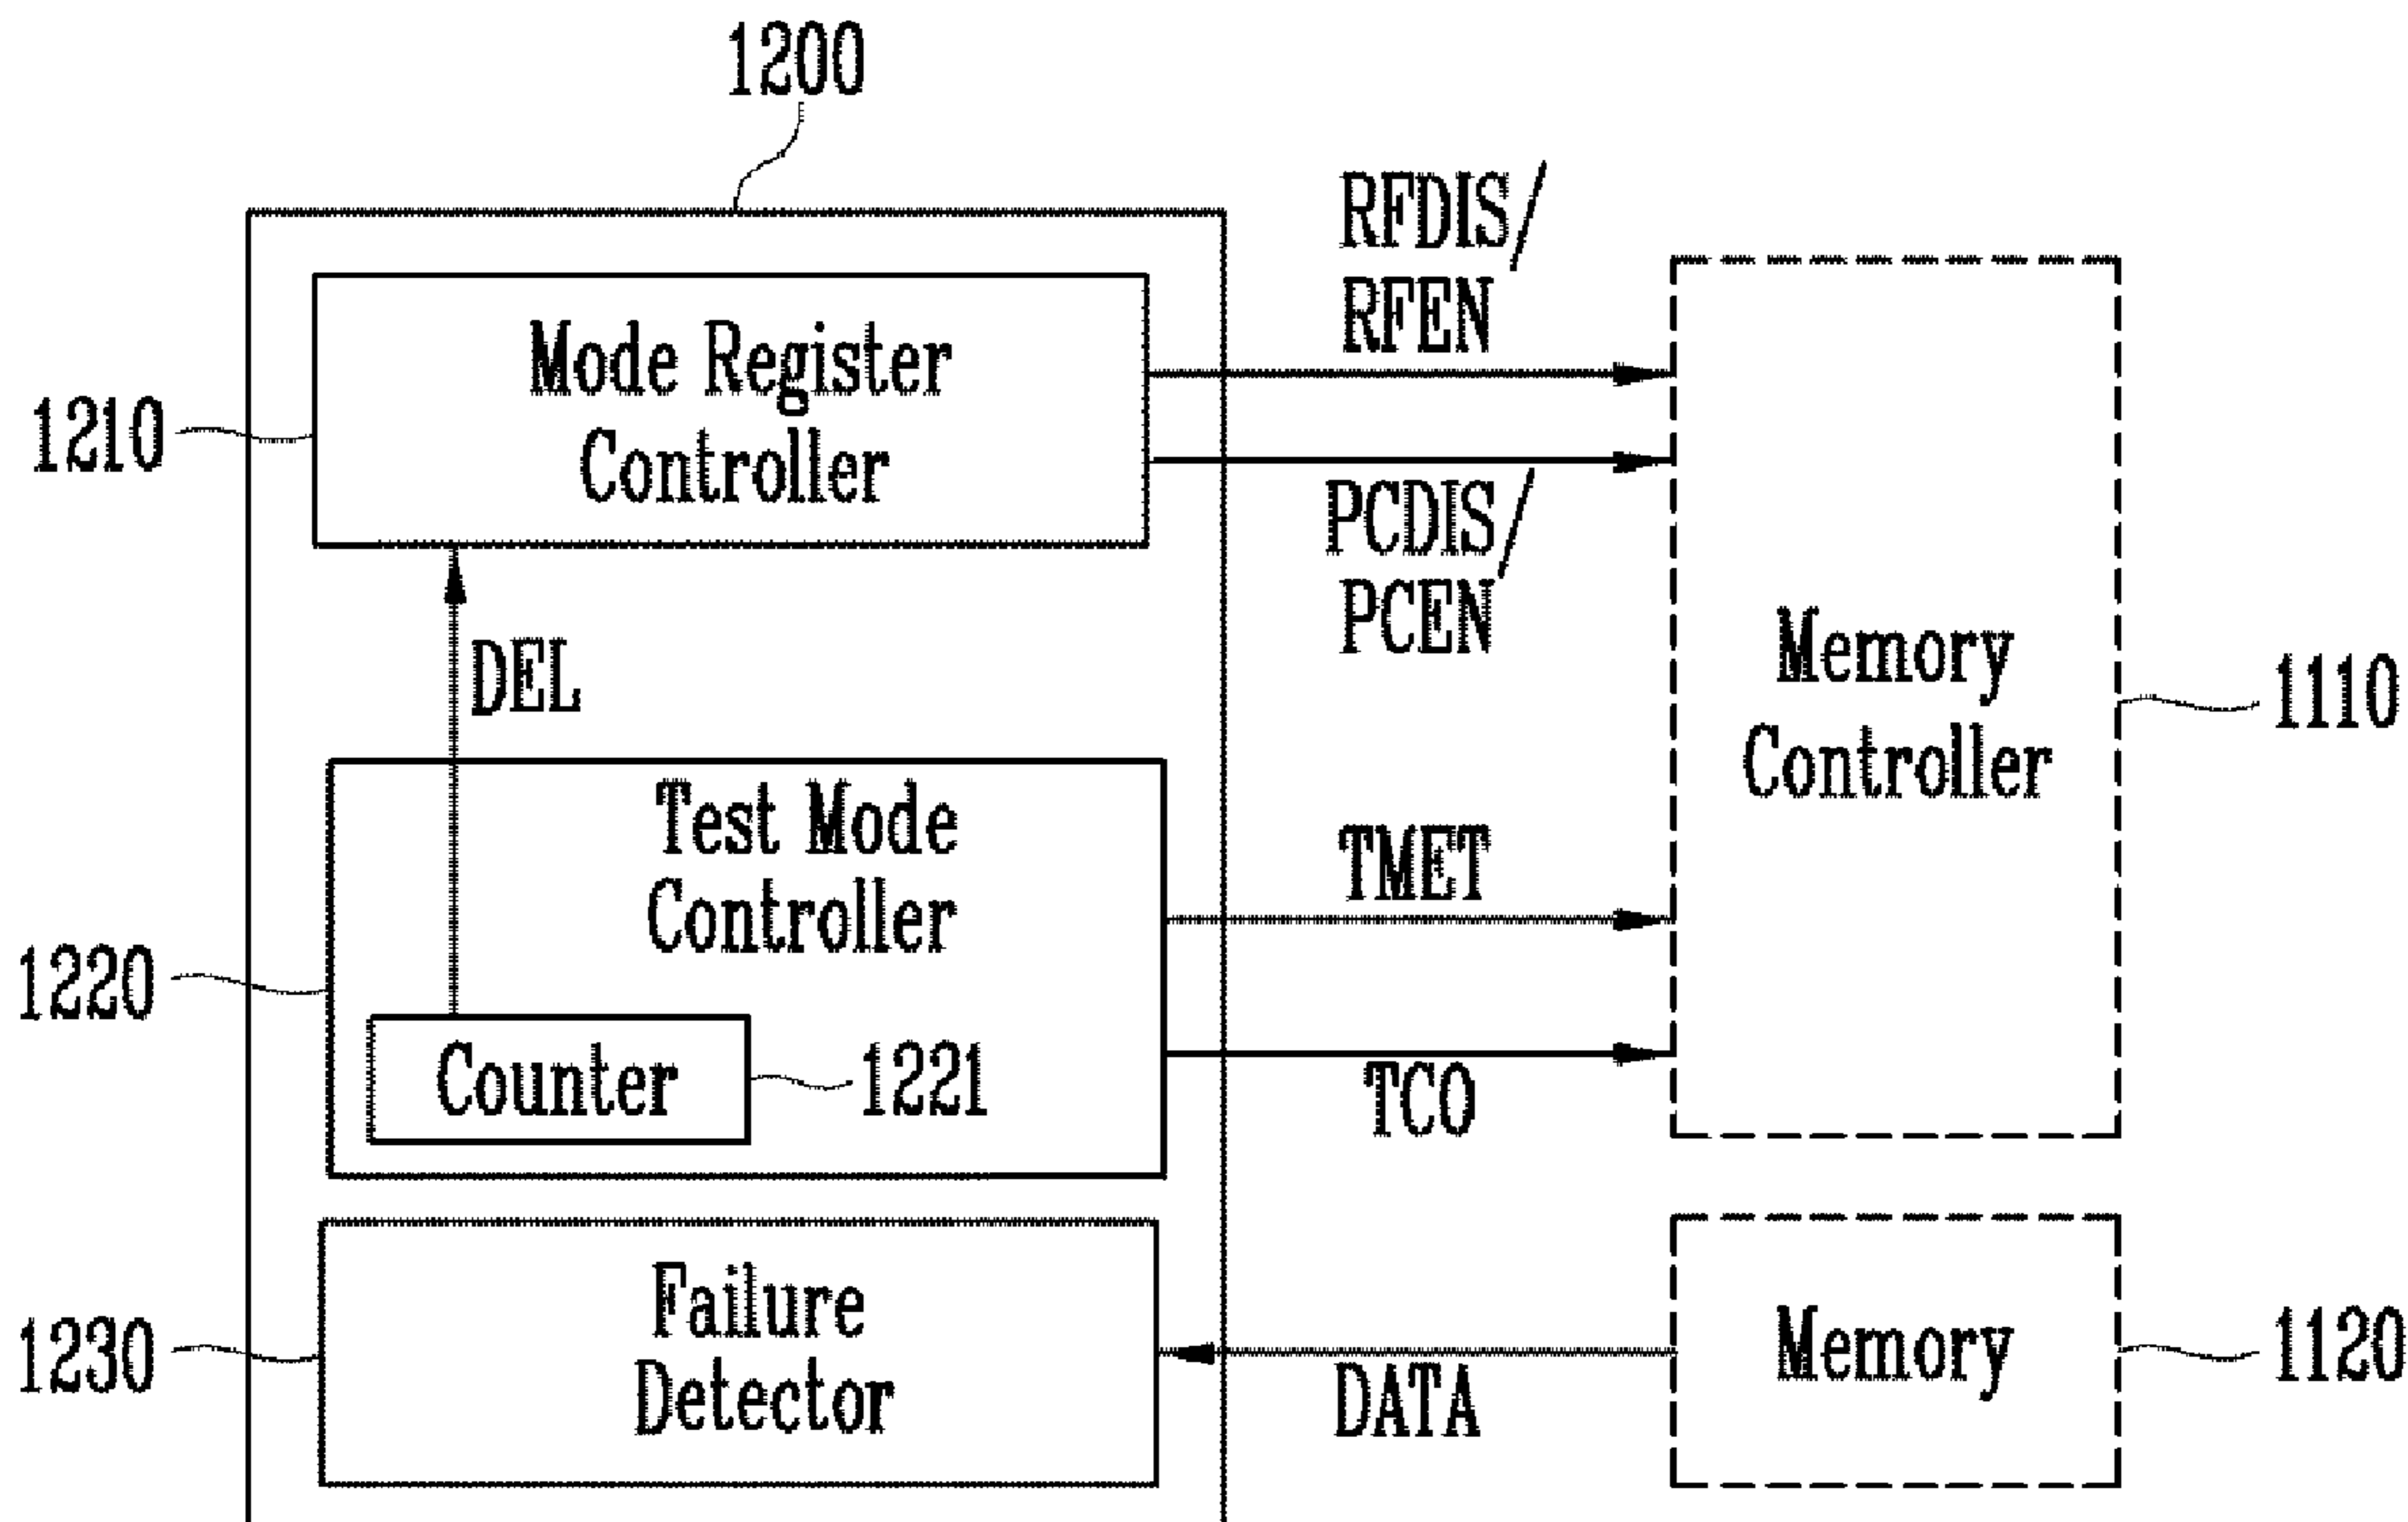 1200
RFDIS/
RFEN
Mode Register
Controller
1210
PCDIS/
PCEN
DEL
Memory
Controller
1110
Test Mode
Controller
TMET
1220
Counter
1221
TCO
Failure
Detector
1230
DATA
Memory
1120